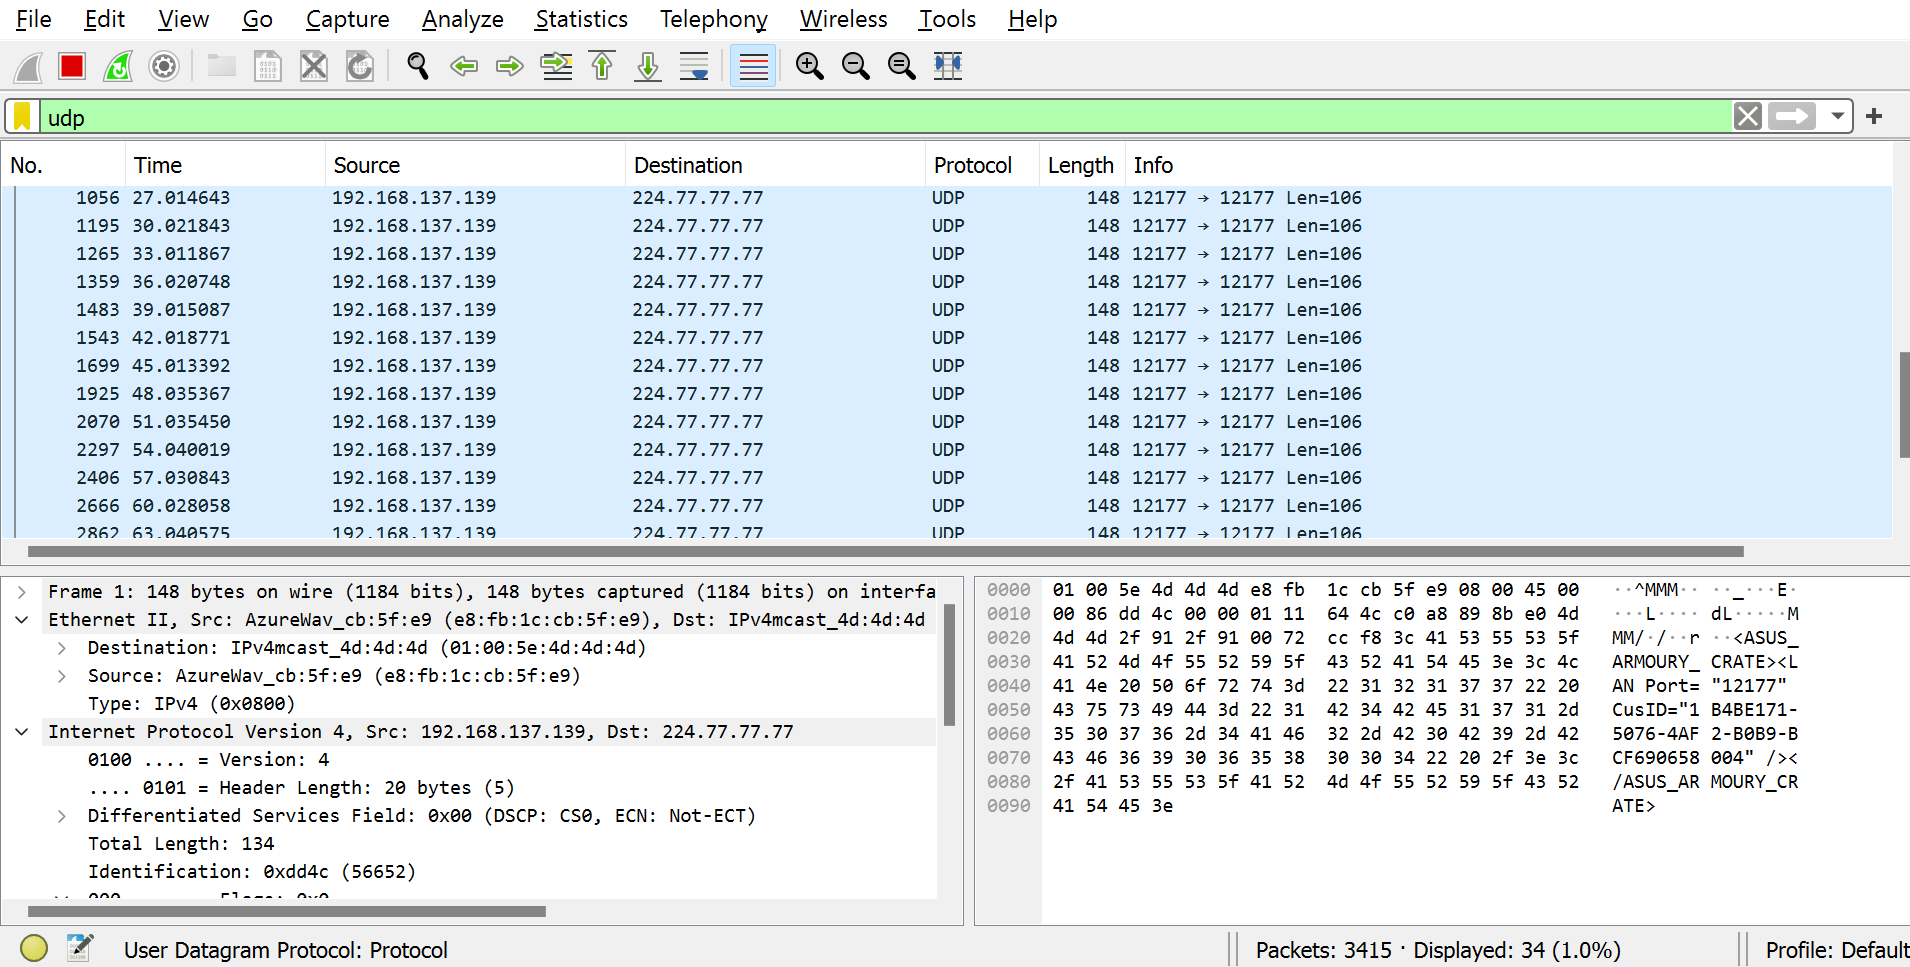 File Edit View Go Capture Analyze Statistics Telephony Wireless Tools Help
udp
No. Time Source Destination Protocol Length Info
1056 27.014643 192.168.137.139 224.77.77.77 UDP 148 12177 → 12177 Len=106
1195 30.021843 192.168.137.139 224.77.77.77 UDP 148 12177 → 12177 Len=106
1265 33.011867 192.168.137.139 224.77.77.77 UDP 148 12177 → 12177 Len=106
1359 36.020748 192.168.137.139 224.77.77.77 UDP 148 12177 → 12177 Len=106
1483 39.015087 192.168.137.139 224.77.77.77 UDP 148 12177 → 12177 Len=106
1543 42.018771 192.168.137.139 224.77.77.77 UDP 148 12177 → 12177 Len=106
1699 45.013392 192.168.137.139 224.77.77.77 UDP 148 12177 → 12177 Len=106
1925 48.035367 192.168.137.139 224.77.77.77 UDP 148 12177 → 12177 Len=106
2070 51.035450 192.168.137.139 224.77.77.77 UDP 148 12177 → 12177 Len=106
2297 54.040019 192.168.137.139 224.77.77.77 UDP 148 12177 → 12177 Len=106
2406 57.030843 192.168.137.139 224.77.77.77 UDP 148 12177 → 12177 Len=106
2666 60.028058 192.168.137.139 224.77.77.77 UDP 148 12177 → 12177 Len=106
2862 63.040575 192.168.137.139 224.77.77.77 UDP 148 12177 → 12177 Len=106
Frame 1: 148 bytes on wire (1184 bits), 148 bytes captured (1184 bits) on interfa
Ethernet II, Src: AzureWav_cb:5f:e9 (e8:fb:1c:cb:5f:e9), Dst: IPv4mcast_4d:4d:4d
Destination: IPv4mcast_4d:4d:4d (01:00:5e:4d:4d:4d)
Source: AzureWav_cb:5f:e9 (e8:fb:1c:cb:5f:e9)
Type: IPv4 (0x0800)
Internet Protocol Version 4, Src: 192.168.137.139, Dst: 224.77.77.77
0100 .... = Version: 4
.... 0101 = Header Length: 20 bytes (5)
Differentiated Services Field: 0x00 (DSCP: CS0, ECN: Not-ECT)
Total Length: 134
Identification: 0xdd4c (56652)
0000 01 00 5e 4d 4d 4d e8 fb 1c cb 5f e9 08 00 45 00 ··^MMM·· ··_···E·
0010 00 86 dd 4c 00 00 01 11 64 4c c0 a8 89 8b e0 4d ···L···· dL·····M
0020 4d 4d 2f 91 2f 91 00 72 cc f8 3c 41 53 55 53 5f MM/·/··r ··<ASUS_
0030 41 52 4d 4f 55 52 59 5f 43 52 41 54 45 3e 3c 4c ARMOURY_ CRATE><L
0040 41 4e 20 50 6f 72 74 3d 22 31 32 31 37 37 22 20 AN Port= "12177"
0050 43 75 73 49 44 3d 22 31 42 34 42 45 31 37 31 2d CusID="1 B4BE171-
0060 35 30 37 36 2d 34 41 46 32 2d 42 30 42 39 2d 42 5076-4AF 2-B0B9-B
0070 43 46 36 39 30 36 35 38 30 30 34 22 20 2f 3e 3c CF690658 004" /><
0080 2f 41 53 55 53 5f 41 52 4d 4f 55 52 59 5f 43 52 /ASUS_AR MOURY_CR
0090 41 54 45 3e ATE>
User Datagram Protocol: Protocol
Packets: 3415 · Displayed: 34 (1.0%)
Profile: Default